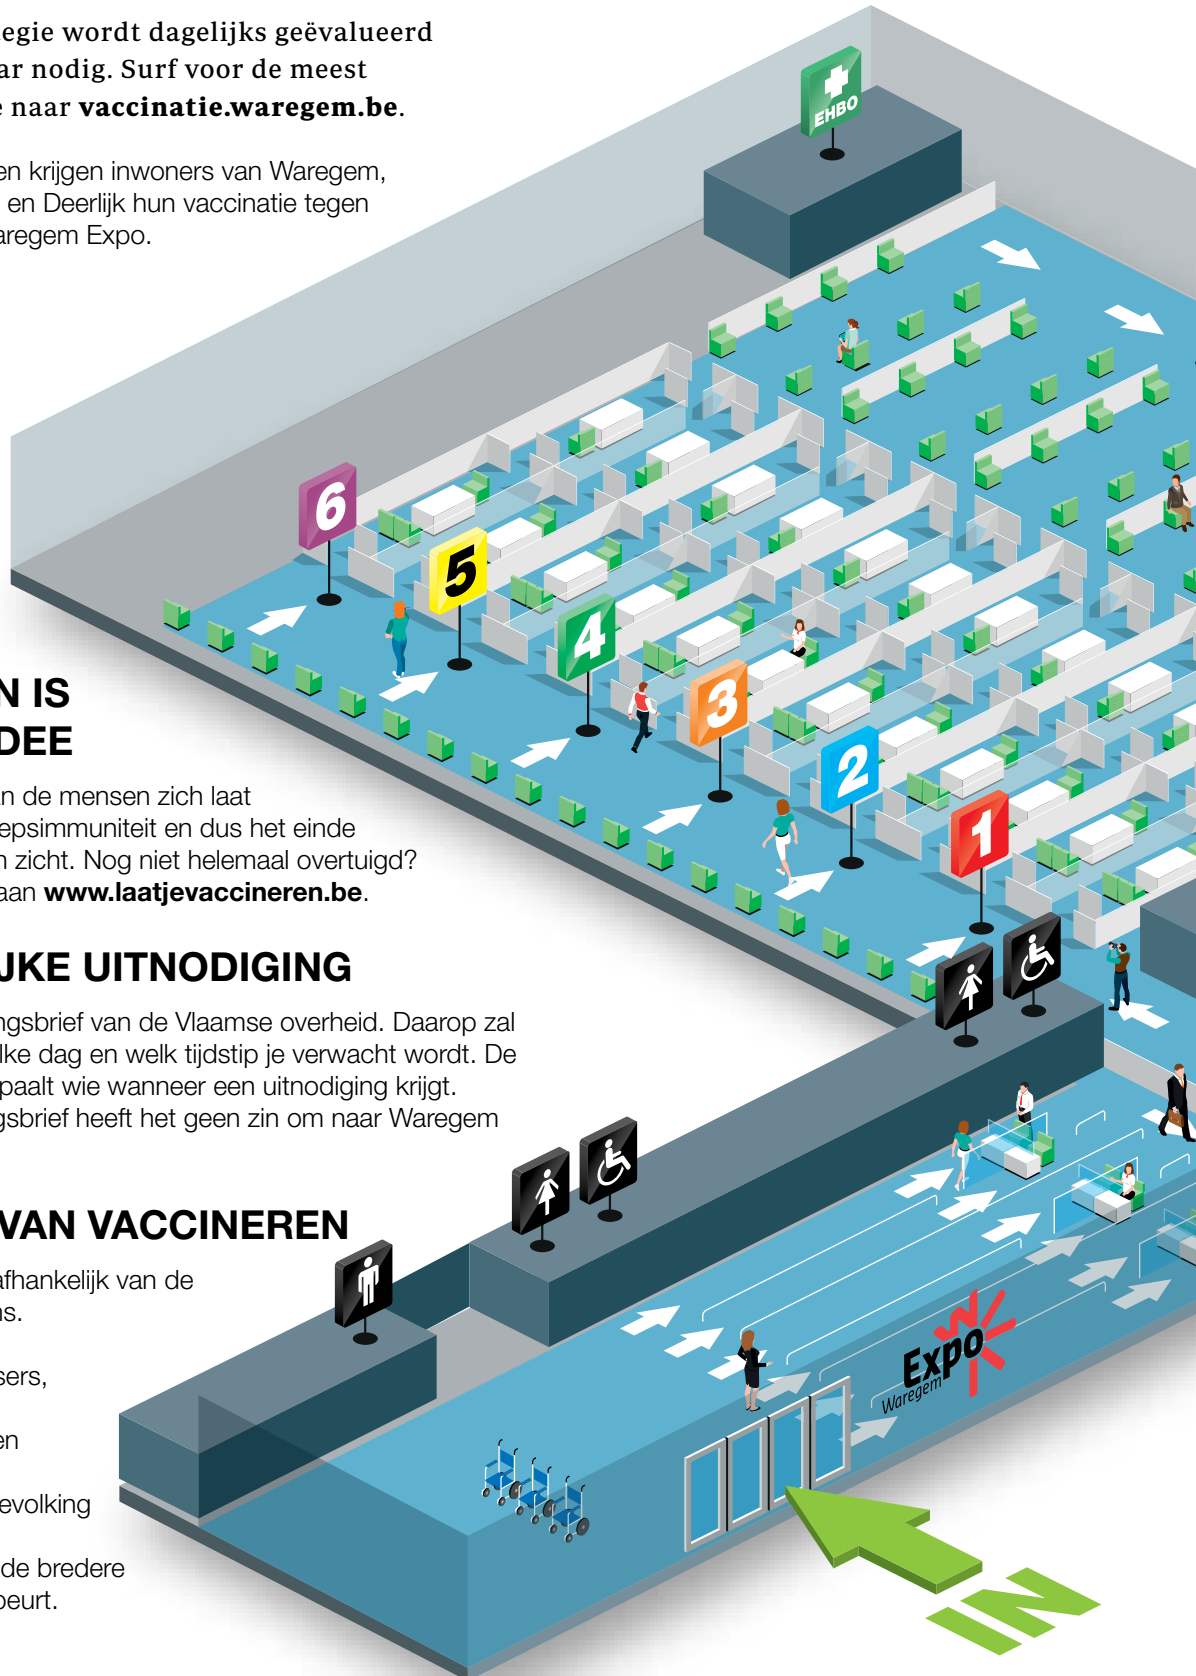 egie wordt dagelijks geëvalueerd
ar nodig. Surf voor de meest
e naar vaccinatie.waregem.be.
en krijgen inwoners van Waregem,
en Deerlijk hun vaccinatie tegen
aregem Expo.
EHBO
6
5
4
3
2
1
N IS
DEE
an de mensen zich laat
epsimmuniteit en dus het einde
n zicht. Nog niet helemaal overtuigd?
aan www.laatjevaccineren.be.
IJKE UITNODIGING
ngsbrief van de Vlaamse overheid. Daarop zal
lke dag en welk tijdstip je verwacht wordt. De
paalt wie wanneer een uitnodiging krijgt.
gsbrief heeft het geen zin om naar Waregem
VAN VACCINEREN
afhankelijk van de
ns.
sers,
en
evolking
de bredere
beurt.
Expo
Waregem
IN